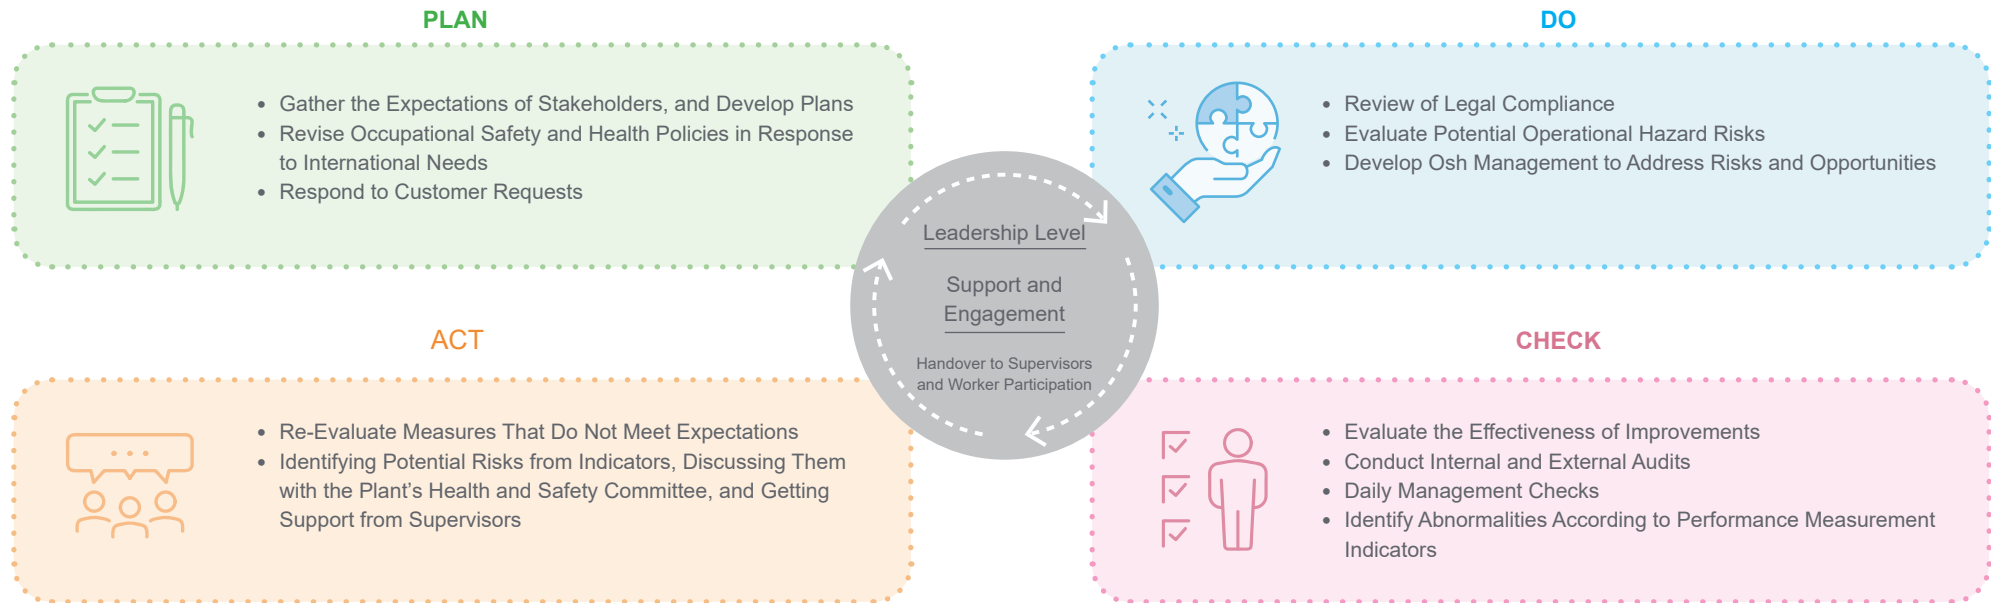 PLAN
• Gather the Expectations of Stakeholders, and Develop Plans
• Revise Occupational Safety and Health Policies in Response
to International Needs
• Respond to Customer Requests
DO
• Review of Legal Compliance
• Evaluate Potential Operational Hazard Risks
• Develop Osh Management to Address Risks and Opportunities
Leadership Level
Support and
Engagement
Handover to Supervisors
and Worker Participation
ACT
• Re-Evaluate Measures That Do Not Meet Expectations
• Identifying Potential Risks from Indicators, Discussing Them
with the Plant’s Health and Safety Committee, and Getting
Support from Supervisors
CHECK
• Evaluate the Effectiveness of Improvements
• Conduct Internal and External Audits
• Daily Management Checks
• Identify Abnormalities According to Performance Measurement
Indicators